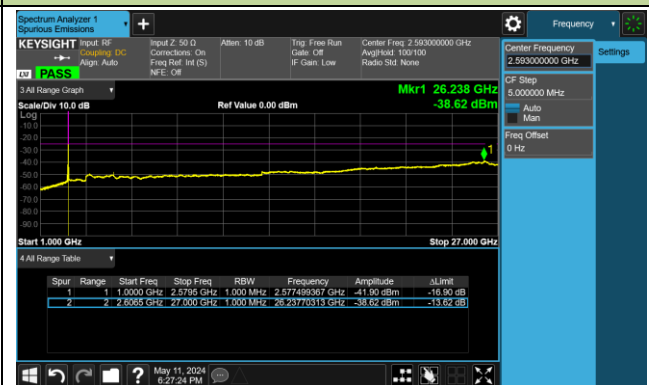 Spectrum Analyzer 1
Spurious Emissions
Frequency
KEYSIGHT
Input: RF
Coupling: DC
Align: Auto
Input Z: 50 Ω
Corrections: On
Freq Ref: Int (S)
NFE: Off
Atten: 10 dB
Trig: Free Run
Gate: Off
IF Gain: Low
Center Freq: 2.593000000 GHz
Avg|Hold: 100/100
Radio Std: None
LXI PASS
Center Frequency
2.593000000 GHz
Settings
CF Step
5.000000 MHz
Auto
Man
Freq Offset
0 Hz
3 All Range Graph
Mkr1 26.238 GHz
-38.62 dBm
Scale/Div 10.0 dB
Ref Value 0.00 dBm
Log
-10.0
-20.0
-30.0
-40.0
-50.0
-60.0
-70.0
-80.0
-90.0
1
Start 1.000 GHz
Stop 27.000 GHz
4 All Range Table
Spur Range Start Freq Stop Freq RBW Frequency Amplitude ΔLimit
1 1 1.0000 GHz 2.5795 GHz 1.000 MHz 2.577499367 GHz -41.90 dBm -16.90 dB
2 2 2.6065 GHz 27.000 GHz 1.000 MHz 26.23770313 GHz -38.62 dBm -13.62 dB
May 11, 2024
6:27:24 PM